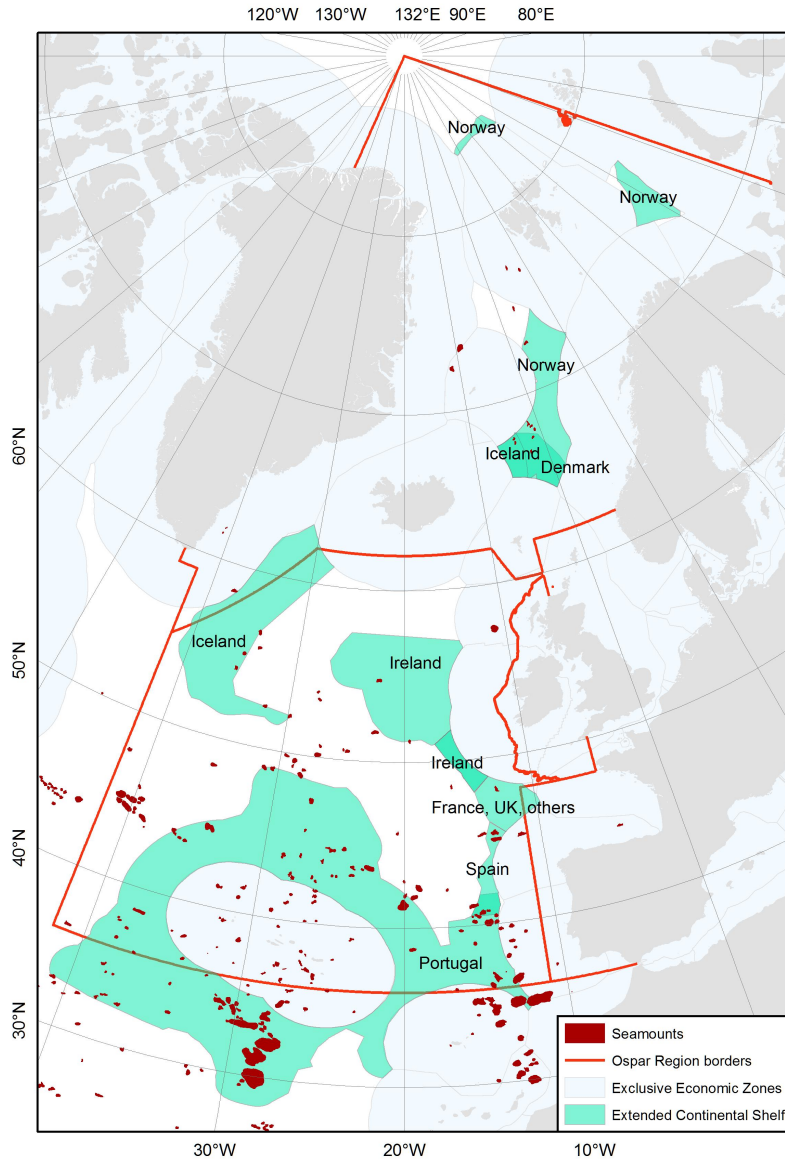 120°W 130°W 132°E 90°E 80°E
Norway
Norway
Norway
60°N
Iceland
Denmark
50°N
Iceland
Ireland
Ireland
France, UK, others
40°N
Spain
Portugal
30°N
Seamounts
Ospar Region borders
Exclusive Economic Zones
Extended Continental Shelf
30°W 20°W 10°W